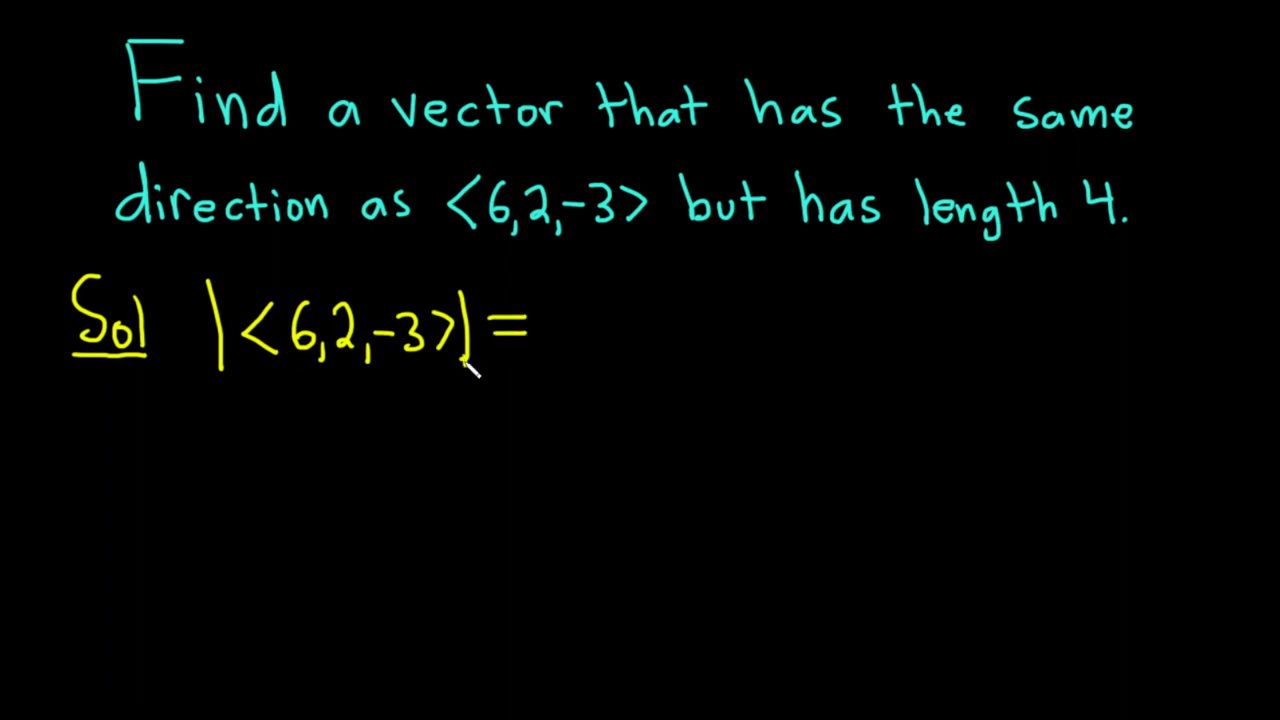 Find a vector that has the same
direction as <6,2,-3> but has length 4.
Sol |<6,2,-3>| =